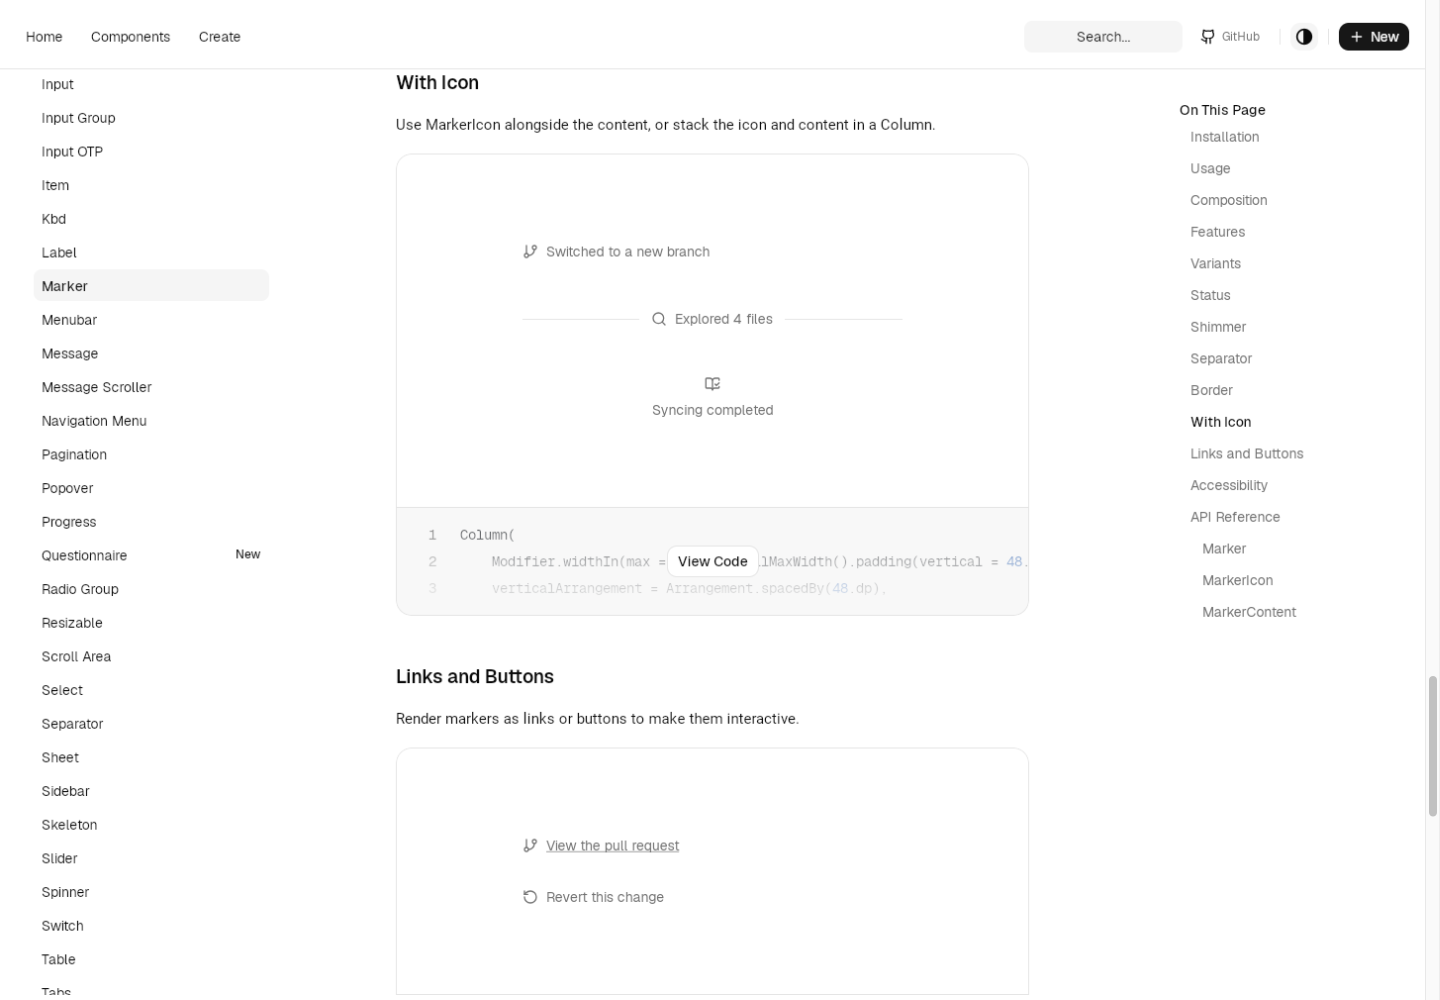 Home
Components
Create
Search...
GitHub
New
Input
Input Group
Input OTP
Item
Kbd
Label
Marker
Menubar
Message
Message Scroller
Navigation Menu
Pagination
Popover
Progress
Questionnaire New
Radio Group
Resizable
Scroll Area
Select
Separator
Sheet
Sidebar
Skeleton
Slider
Spinner
Switch
Table
Tabs
With Icon
Use MarkerIcon alongside the content, or stack the icon and content in a Column.
Switched to a new branch
Explored 4 files
Syncing completed
1 Column(
2 Modifier.widthIn(max = View Code lMaxWidth().padding(vertical = 48.
3 verticalArrangement = Arrangement.spacedBy(48.dp),
Links and Buttons
Render markers as links or buttons to make them interactive.
View the pull request
Revert this change
On This Page
Installation
Usage
Composition
Features
Variants
Status
Shimmer
Separator
Border
With Icon
Links and Buttons
Accessibility
API Reference
Marker
MarkerIcon
MarkerContent